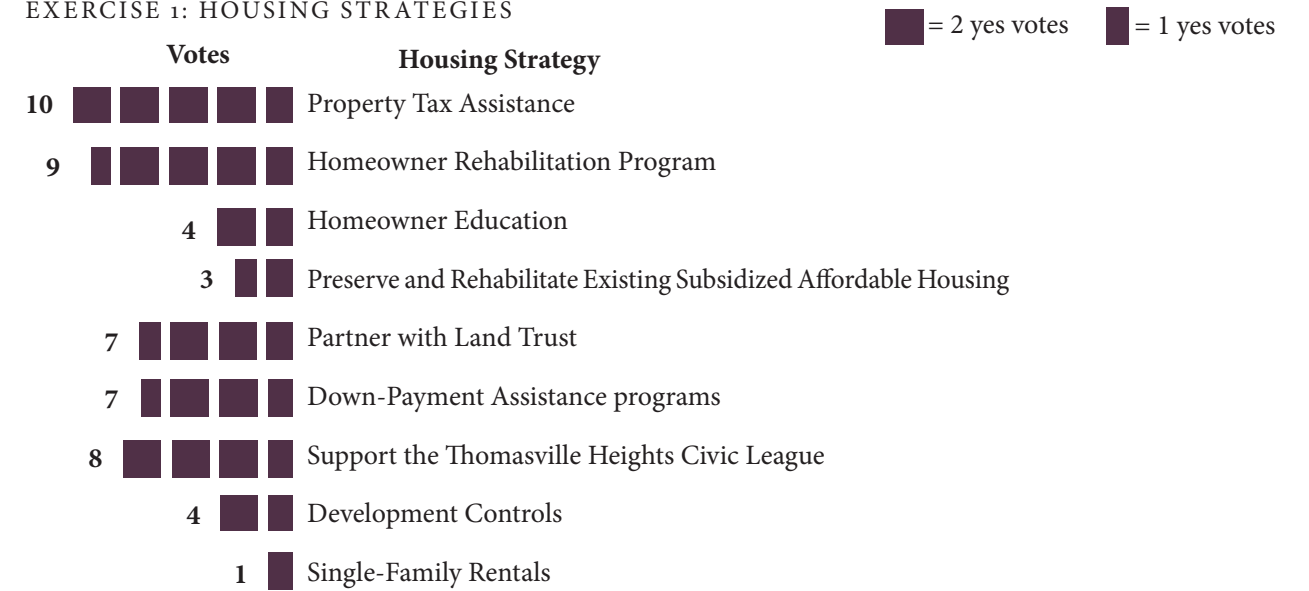 EXERCISE 1: HOUSING STRATEGIES
= 2 yes votes = 1 yes votes
Votes Housing Strategy
10 Property Tax Assistance
9 Homeowner Rehabilitation Program
4 Homeowner Education
3 Preserve and Rehabilitate Existing Subsidized Affordable Housing
7 Partner with Land Trust
7 Down-Payment Assistance programs
8 Support the Thomasville Heights Civic League
4 Development Controls
1 Single-Family Rentals